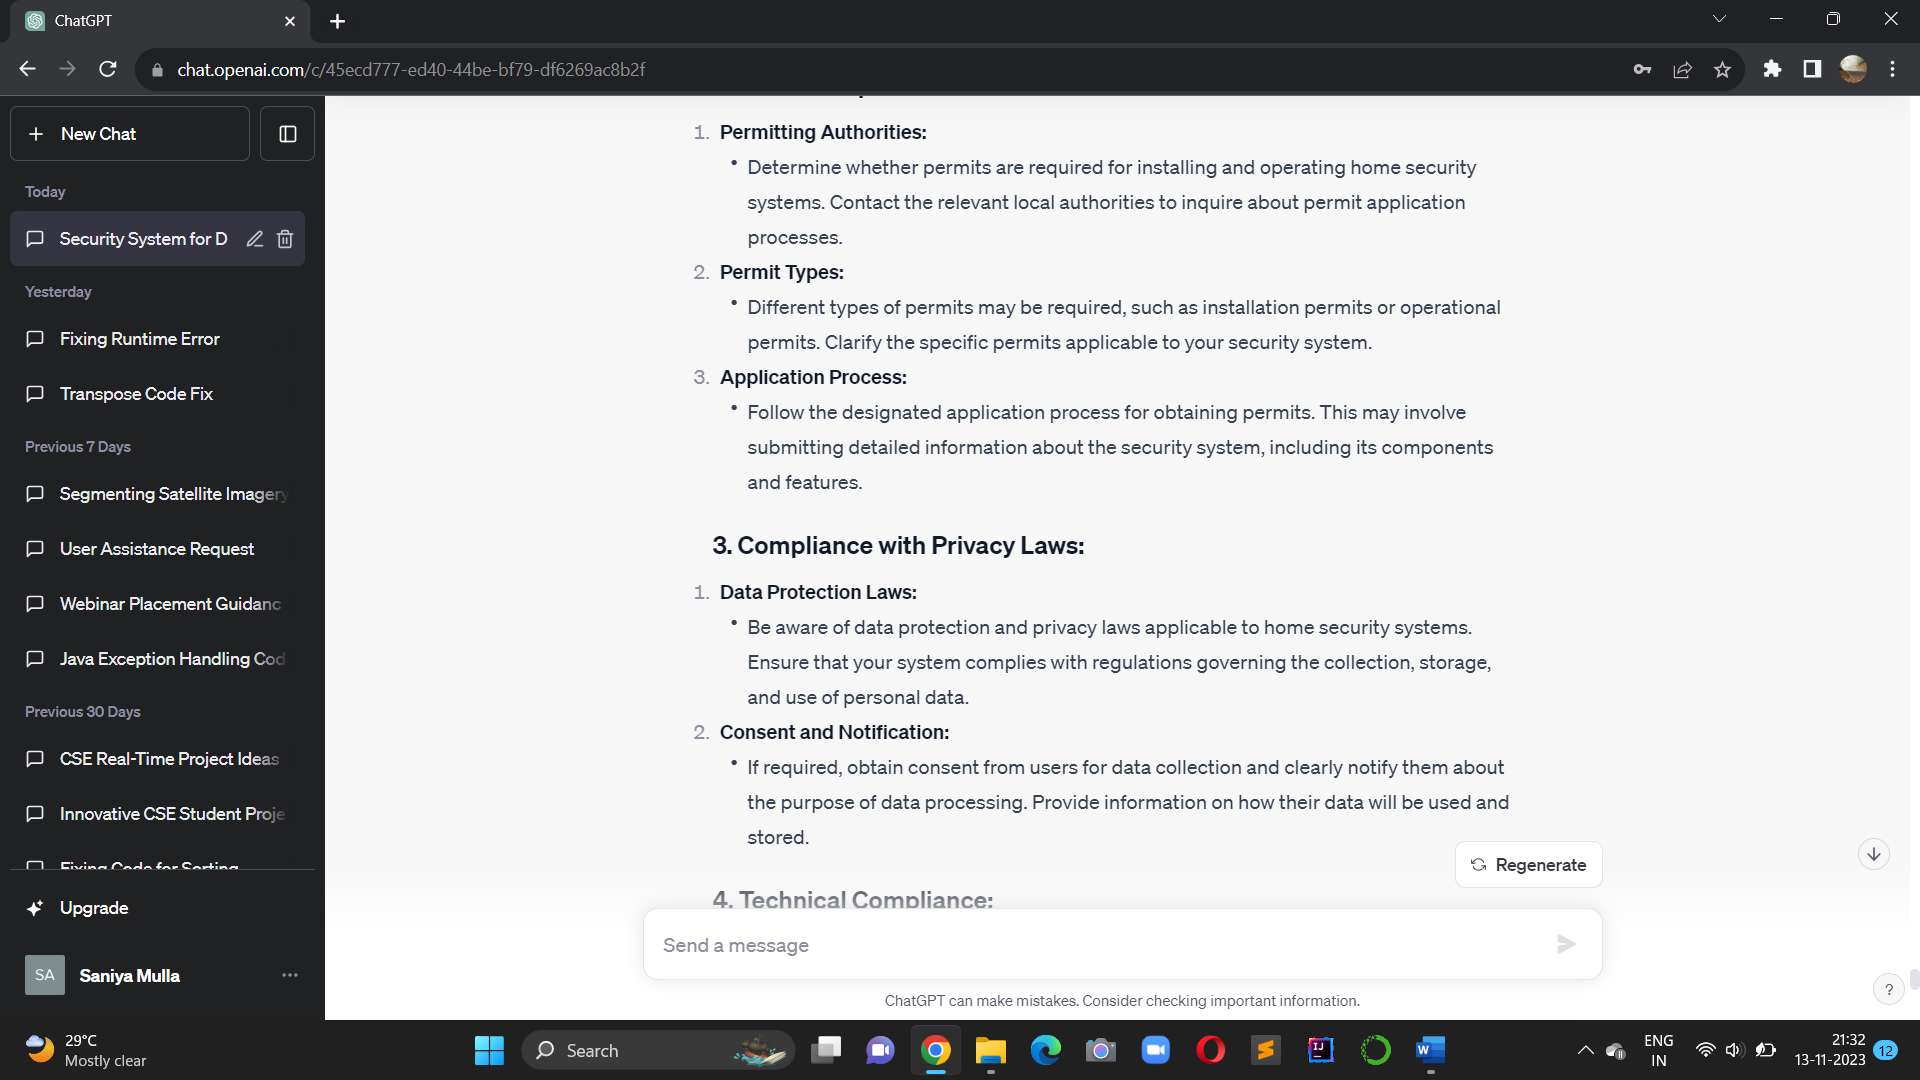 ChatGPT
chat.openai.com/c/45ecd777-ed40-44be-bf79-df6269ac8b2f
New Chat
Today
Security System for D
Yesterday
Fixing Runtime Error
Transpose Code Fix
Previous 7 Days
Segmenting Satellite Imagery
User Assistance Request
Webinar Placement Guidanc
Java Exception Handling Cod
Previous 30 Days
CSE Real-Time Project Ideas
Innovative CSE Student Proje
Fixing Code for Sorting
Upgrade
SA
Saniya Mulla
1. Permitting Authorities:
• Determine whether permits are required for installing and operating home security
systems. Contact the relevant local authorities to inquire about permit application
processes.
2. Permit Types:
• Different types of permits may be required, such as installation permits or operational
permits. Clarify the specific permits applicable to your security system.
3. Application Process:
• Follow the designated application process for obtaining permits. This may involve
submitting detailed information about the security system, including its components
and features.
3. Compliance with Privacy Laws:
1. Data Protection Laws:
• Be aware of data protection and privacy laws applicable to home security systems.
Ensure that your system complies with regulations governing the collection, storage,
and use of personal data.
2. Consent and Notification:
• If required, obtain consent from users for data collection and clearly notify them about
the purpose of data processing. Provide information on how their data will be used and
stored.
Regenerate
4. Technical Compliance:
Send a message
ChatGPT can make mistakes. Consider checking important information.
?
29°C
Mostly clear
Search
IJ
W
ENG
IN
21:32
13-11-2023
12